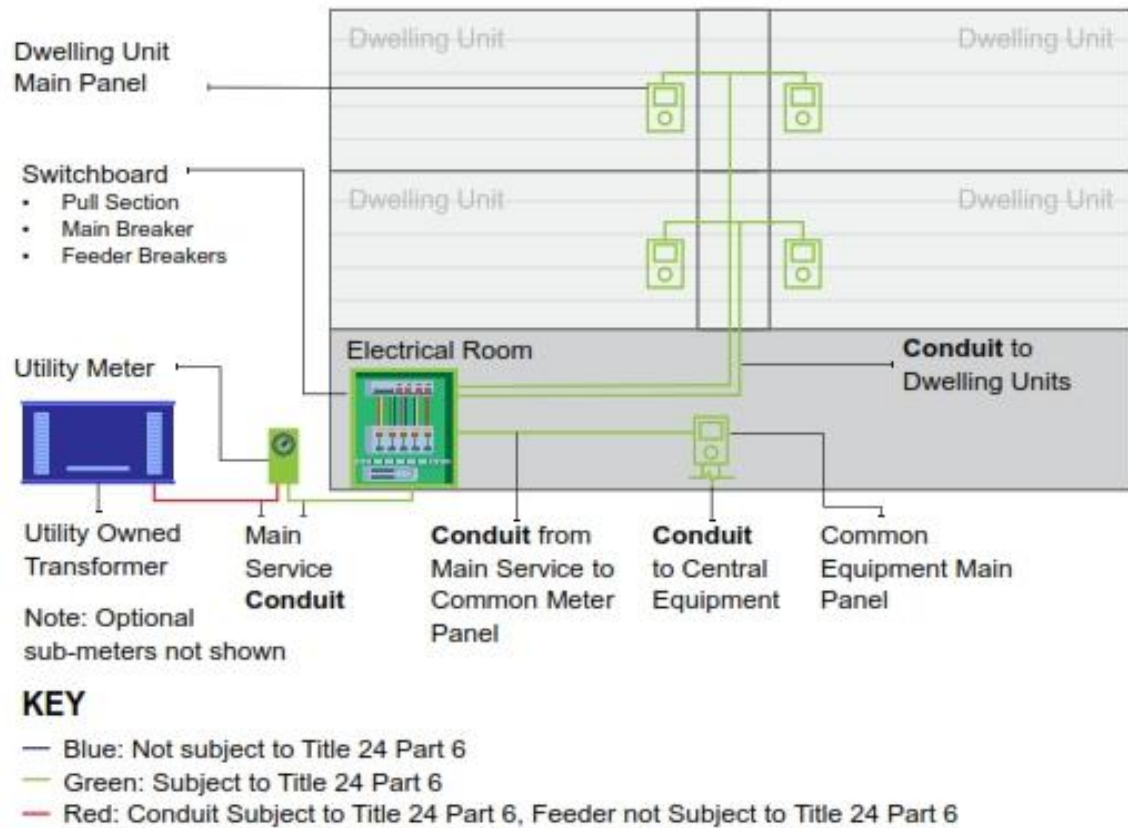 Dwelling Unit
Dwelling Unit
Dwelling Unit
Main Panel
Switchboard
• Pull Section
• Main Breaker
• Feeder Breakers
Dwelling Unit
Dwelling Unit
Electrical Room
Conduit to
Dwelling Units
Utility Meter
Utility Owned
Transformer
Note: Optional
sub-meters not shown
Main
Service
Conduit
Conduit from
Main Service to
Common Meter
Panel
Conduit
to Central
Equipment
Common
Equipment Main
Panel
KEY
Blue: Not subject to Title 24 Part 6
Green: Subject to Title 24 Part 6
Red: Conduit Subject to Title 24 Part 6, Feeder not Subject to Title 24 Part 6